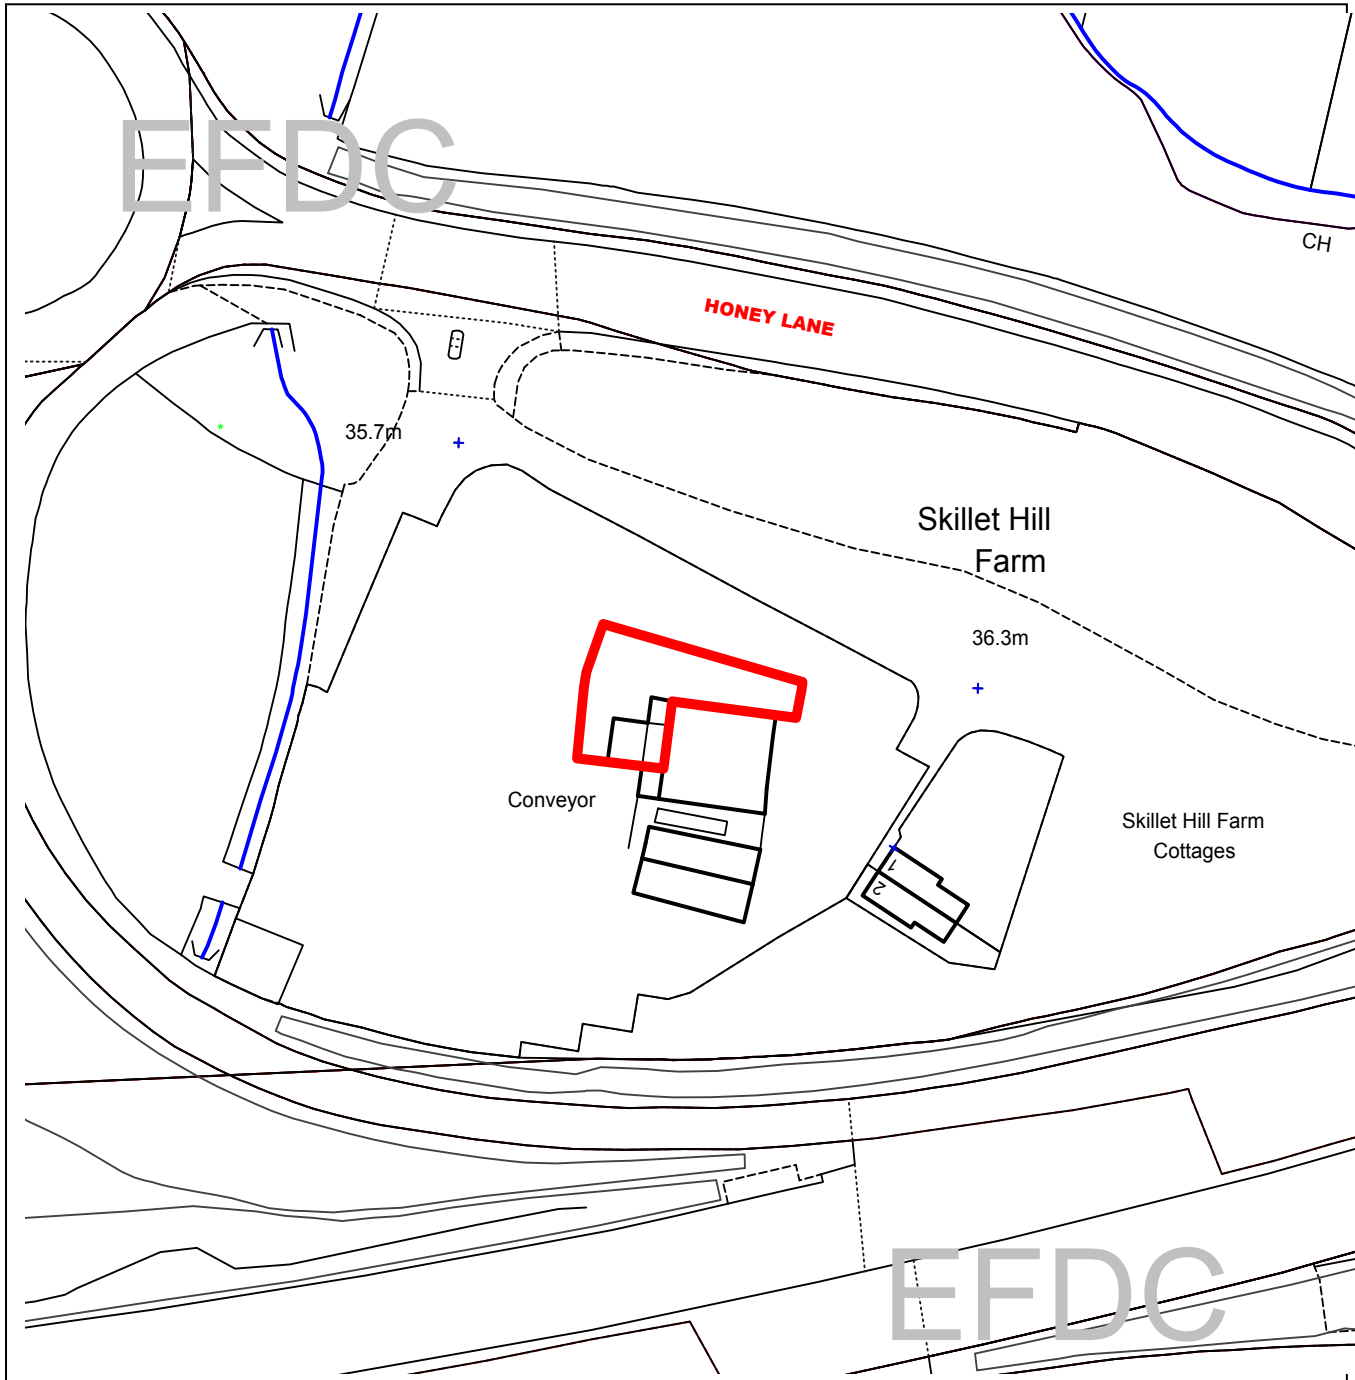 EFDC
CH
HONEY LANE
35.7m
Skillet Hill
Farm
36.3m
Conveyor
Skillet Hill Farm
Cottages
1
2
EFDC